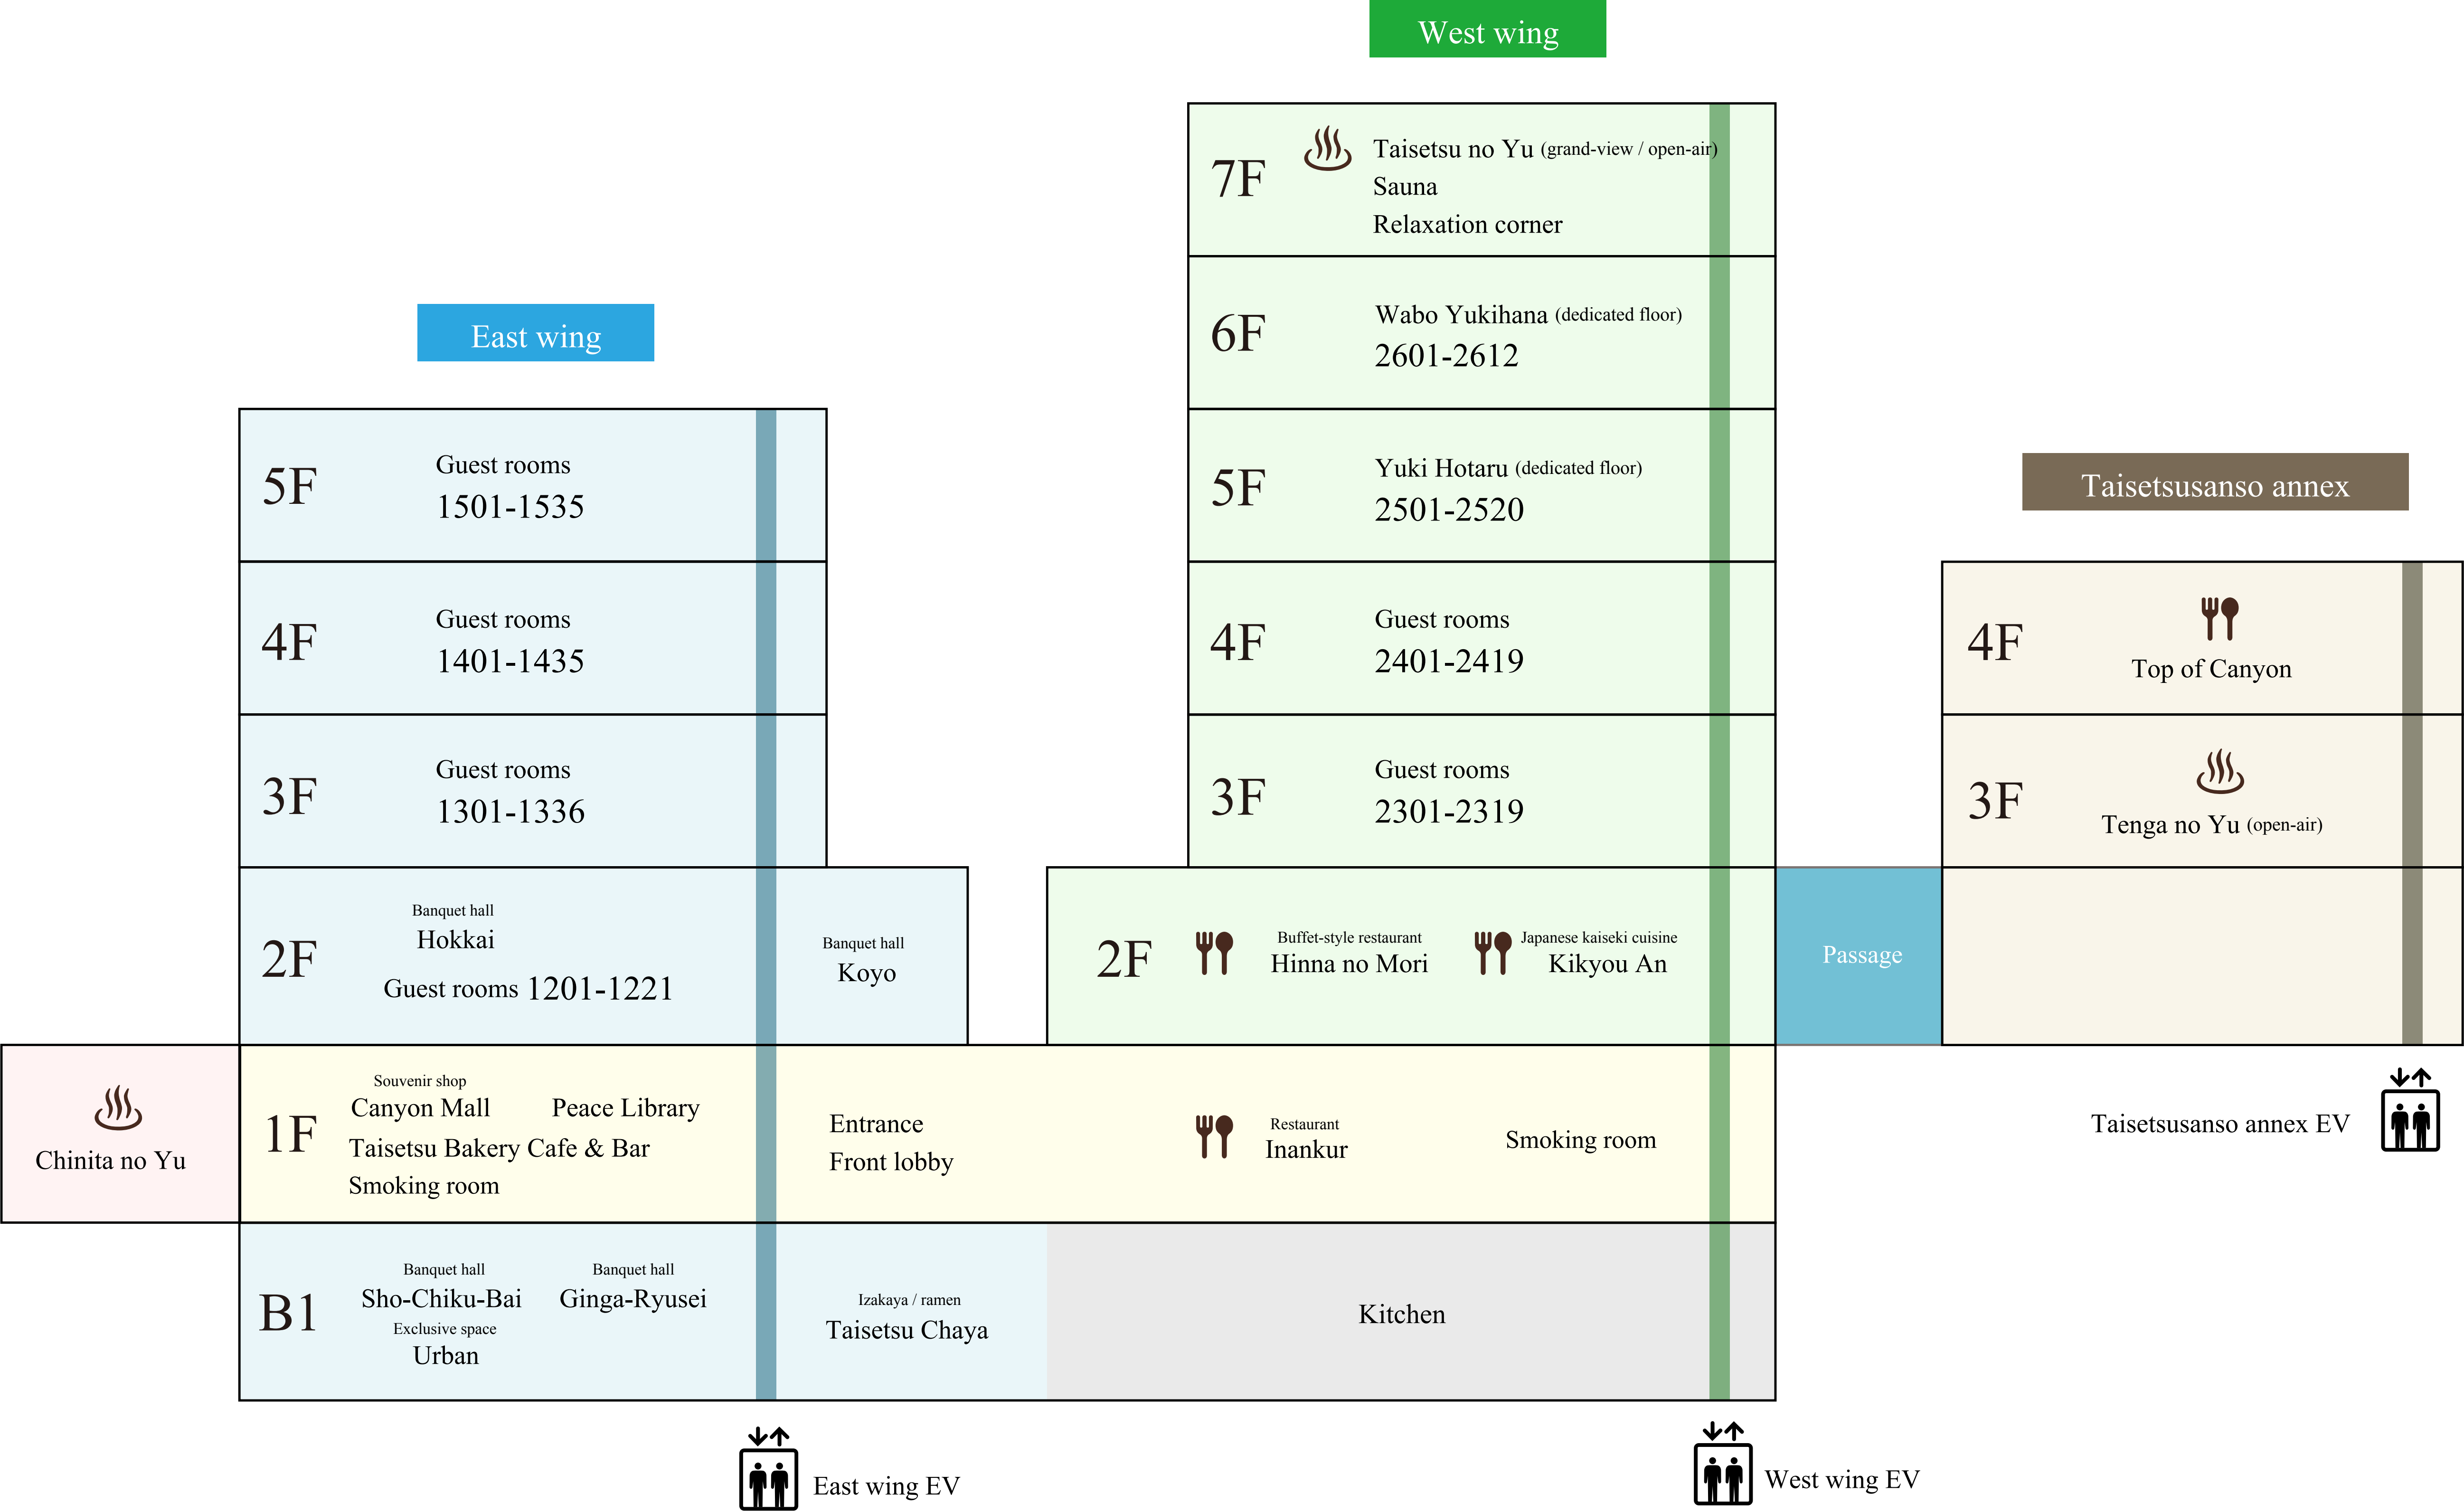 West wing
7F
Taisetsu no Yu (grand-view / open-air)
Sauna
Relaxation corner
6F
Wabo Yukihana (dedicated floor)
2601-2612
5F
Yuki Hotaru (dedicated floor)
2501-2520
4F
Guest rooms
2401-2419
3F
Guest rooms
2301-2319
2F
Buffet-style restaurant
Hinna no Mori
Japanese kaiseki cuisine
Kikyou An
Passage
East wing
5F
Guest rooms
1501-1535
4F
Guest rooms
1401-1435
3F
Guest rooms
1301-1336
2F
Banquet hall
Hokkai
Guest rooms 1201-1221
Banquet hall
Koyo
Taisetsusanso annex
4F
Top of Canyon
3F
Tenga no Yu (open-air)
Taisetsusanso annex EV
Chinita no Yu
1F
Souvenir shop
Canyon Mall
Peace Library
Taisetsu Bakery Cafe & Bar
Smoking room
Entrance
Front lobby
Restaurant
Inankur
Smoking room
B1
Banquet hall
Sho-Chiku-Bai
Banquet hall
Ginga-Ryusei
Exclusive space
Urban
Izakaya / ramen
Taisetsu Chaya
Kitchen
East wing EV
West wing EV